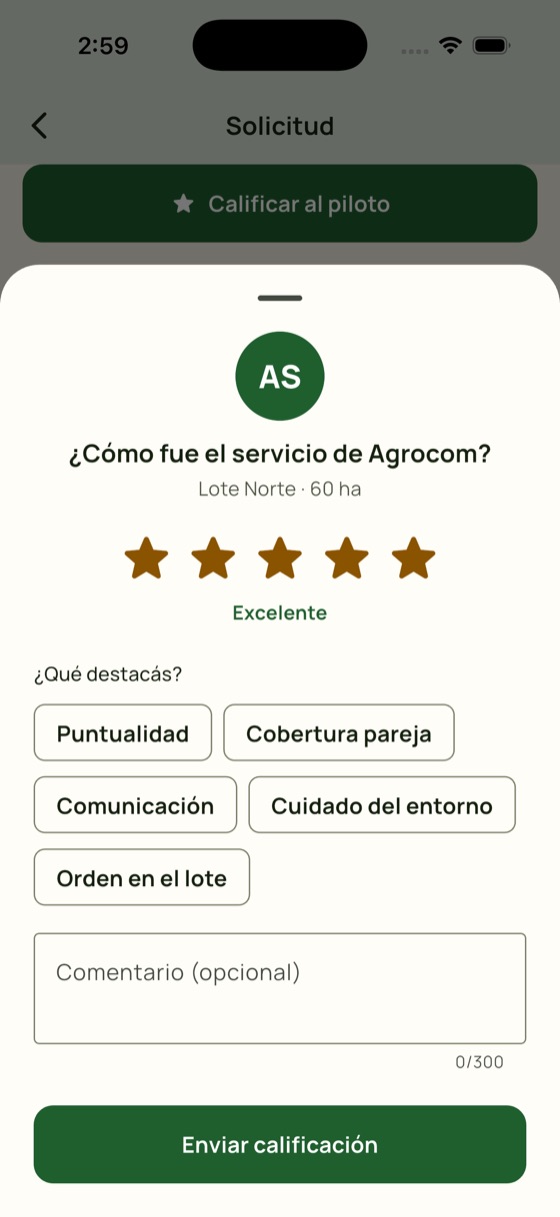 2:59
Solicitud
Calificar al piloto
AS
¿Cómo fue el servicio de Agrocom?
Lote Norte · 60 ha
Excelente
¿Qué destacás?
Puntualidad
Cobertura pareja
Comunicación
Cuidado del entorno
Orden en el lote
Comentario (opcional)
0/300
Enviar calificación